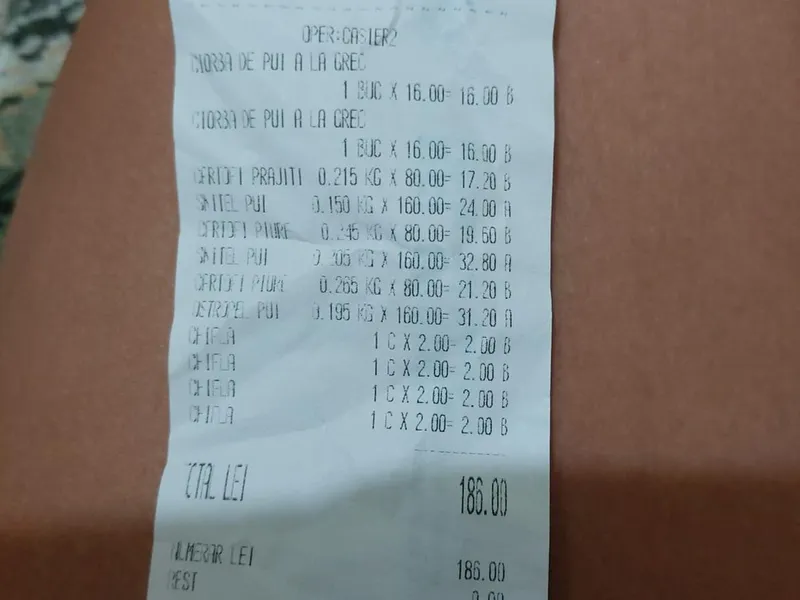 OPER:CASIER2
CIORBA DE PUI A LA GREC
1 BUC X 16.00= 16.00 B
CIORBA DE PUI A LA GREC
1 BUC X 16.00= 16.00 B
CARTOFI PRAJITI 0.215 KG X 80.00= 17.20 B
SNITEL PUI 0.150 KG X 160.00= 24.00 A
CARTOFI PIURE 0.245 KG X 80.00= 19.60 B
SNITEL PUI 0.205 KG X 160.00= 32.80 A
CARTOFI PIURE 0.265 KG X 80.00= 21.20 B
PUI 0.195 KG X 160.00= 31.20 A
CHIFLA 1 C X 2.00= 2.00 B
CHIFLA 1 C X 2.00= 2.00 B
CHIFLA 1 C X 2.00= 2.00 B
CHIFLA 1 C X 2.00= 2.00 B
TOTAL LEI 186.00
NUMERAR LEI 186.00
REST 0.00